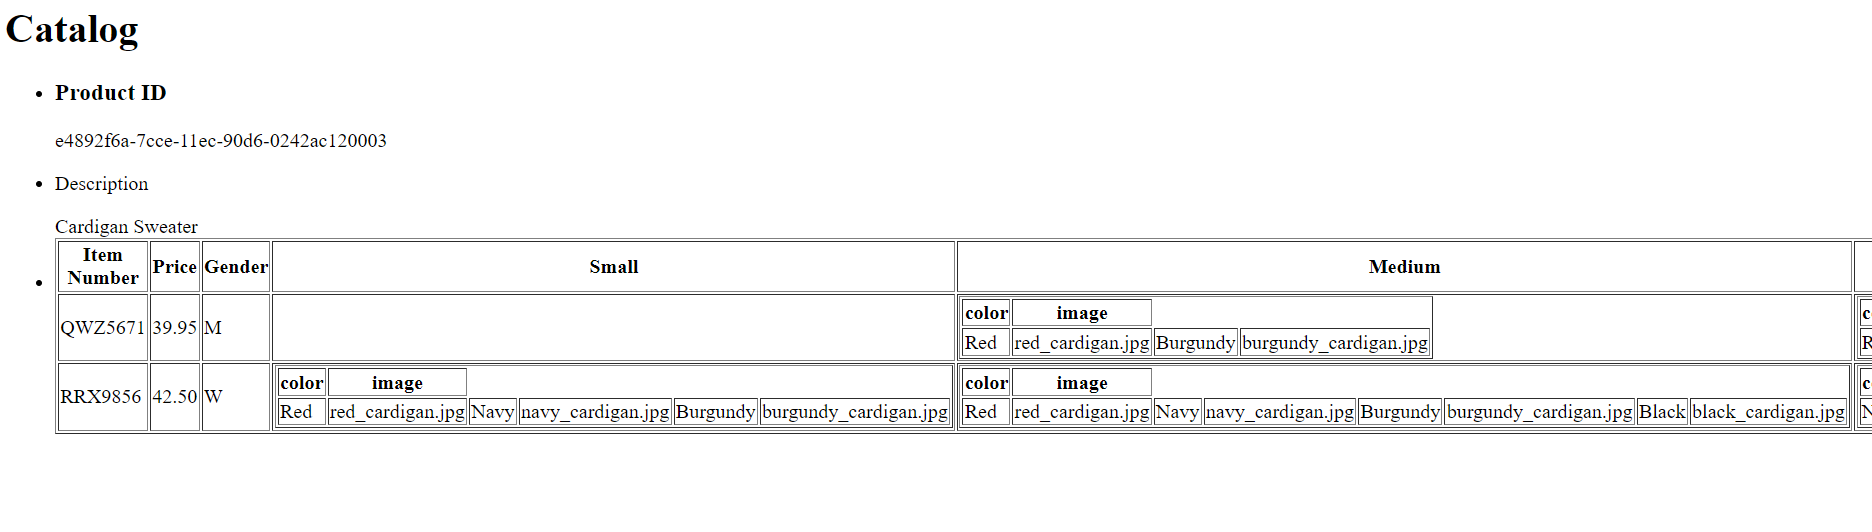 Catalog
Product ID
e4892f6a-7cce-11ec-90d6-0242ac120003
Description
Cardigan Sweater
Item Number Price Gender Small Medium
QWZ5671 39.95 M
color image
Red red_cardigan.jpg Burgundy burgundy_cardigan.jpg
RRX9856 42.50 W
color image
Red red_cardigan.jpg Navy navy_cardigan.jpg Burgundy burgundy_cardigan.jpg
color image
Red red_cardigan.jpg Navy navy_cardigan.jpg Burgundy burgundy_cardigan.jpg Black black_cardigan.jpg